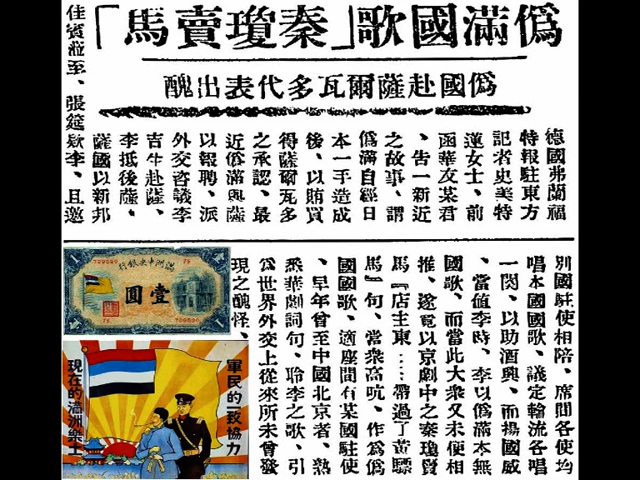 偽滿國歌「秦瓊賣馬」
偽國赴薩爾瓦多代表出醜
德國弗蘭福
特報駐東方
記者史美特
蓮女士、前
函華友某君
、告一新近
之故事、謂
偽滿自經日
本一手造成
後、以賄買
得薩爾瓦多
之承認、最
近偽滿與薩
以報聘、派
外交咨議李
吉生赴薩、
李抵後薩、
薩國以新邦
佳賓蒞至、張筵款李、且邀
別國駐使相陪、席間各使均
唱本國國歌、議定輪流各唱
一闋、以助酒興、而揚國威
、當值李時、李以偽滿本無
國歌、而當此大衆又未便相
推、遂竟以京劇中之秦瓊賣
馬『店主東……帶過了黃驃
馬』句、當衆高吭、作為偽
國國歌、適座間有某國駐使
、早年曾至中國北京者、熟
悉華劇詞句、聆李之歌、引
為世界外交上從來所未曾發
現之醜怪、
滿洲中央銀行
壹圓
軍民的一致協力
現在的滿洲樂土